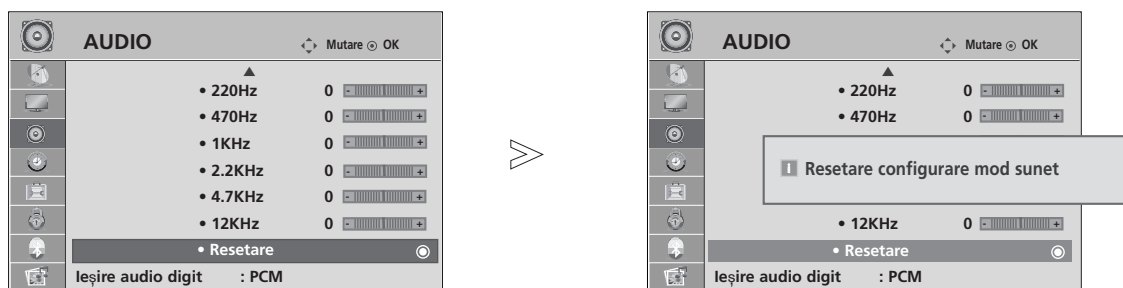 AUDIO Mutare OK
• 220Hz 0 - +
• 470Hz 0 - +
• 1KHz 0 - +
• 2.2KHz 0 - +
• 4.7KHz 0 - +
• 12KHz 0 - +
• Resetare
Ieșire audio digit : PCM
AUDIO Mutare OK
• 220Hz 0 - +
• 470Hz 0 - +
Resetare configurare mod sunet
• 12KHz 0 - +
• Resetare
Ieșire audio digit : PCM